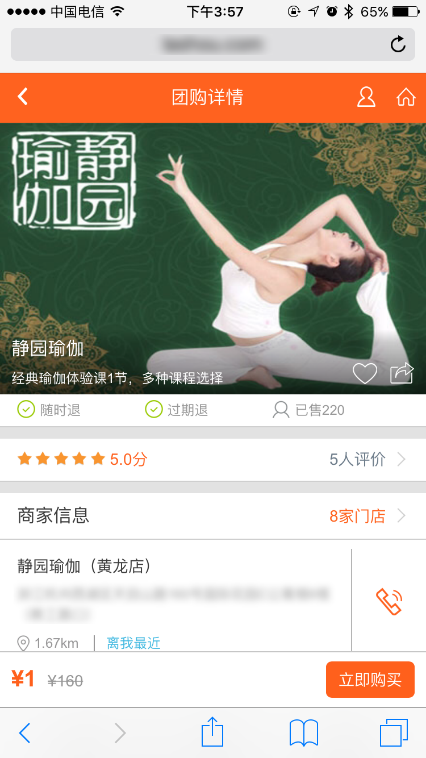 中国电信 下午3:57 65%
团购详情
静园
瑜伽
静园瑜伽
经典瑜伽体验课1节，多种课程选择
随时退 过期退 已售220
5.0分 5人评价
商家信息 8家门店
静园瑜伽（黄龙店）
1.67km 离我最近
¥1 ¥160 立即购买